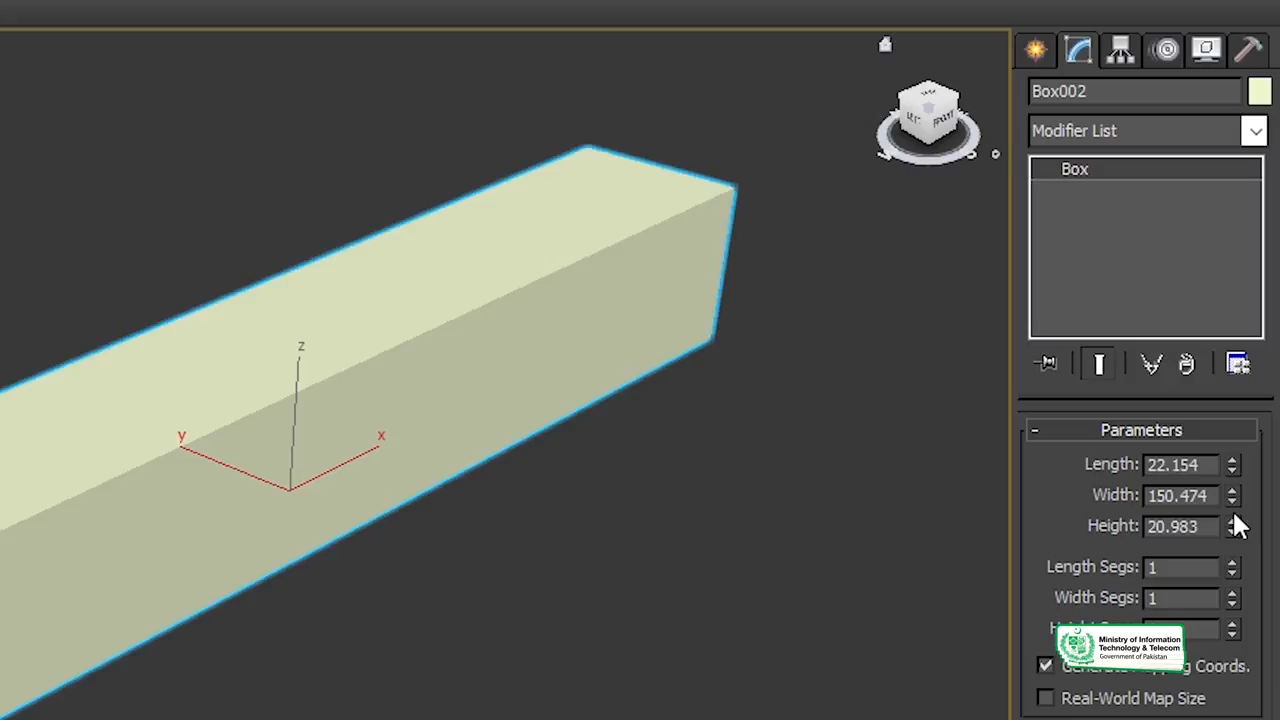 Box002
Modifier List
Box
z
y
x
- Parameters
Length: 22.154
Width: 150.474
Height: 20.983
Length Segs: 1
Width Segs: 1
Ministry of Information
Technology & Telecom
Government of Pakistan
Coords.
Real-World Map Size